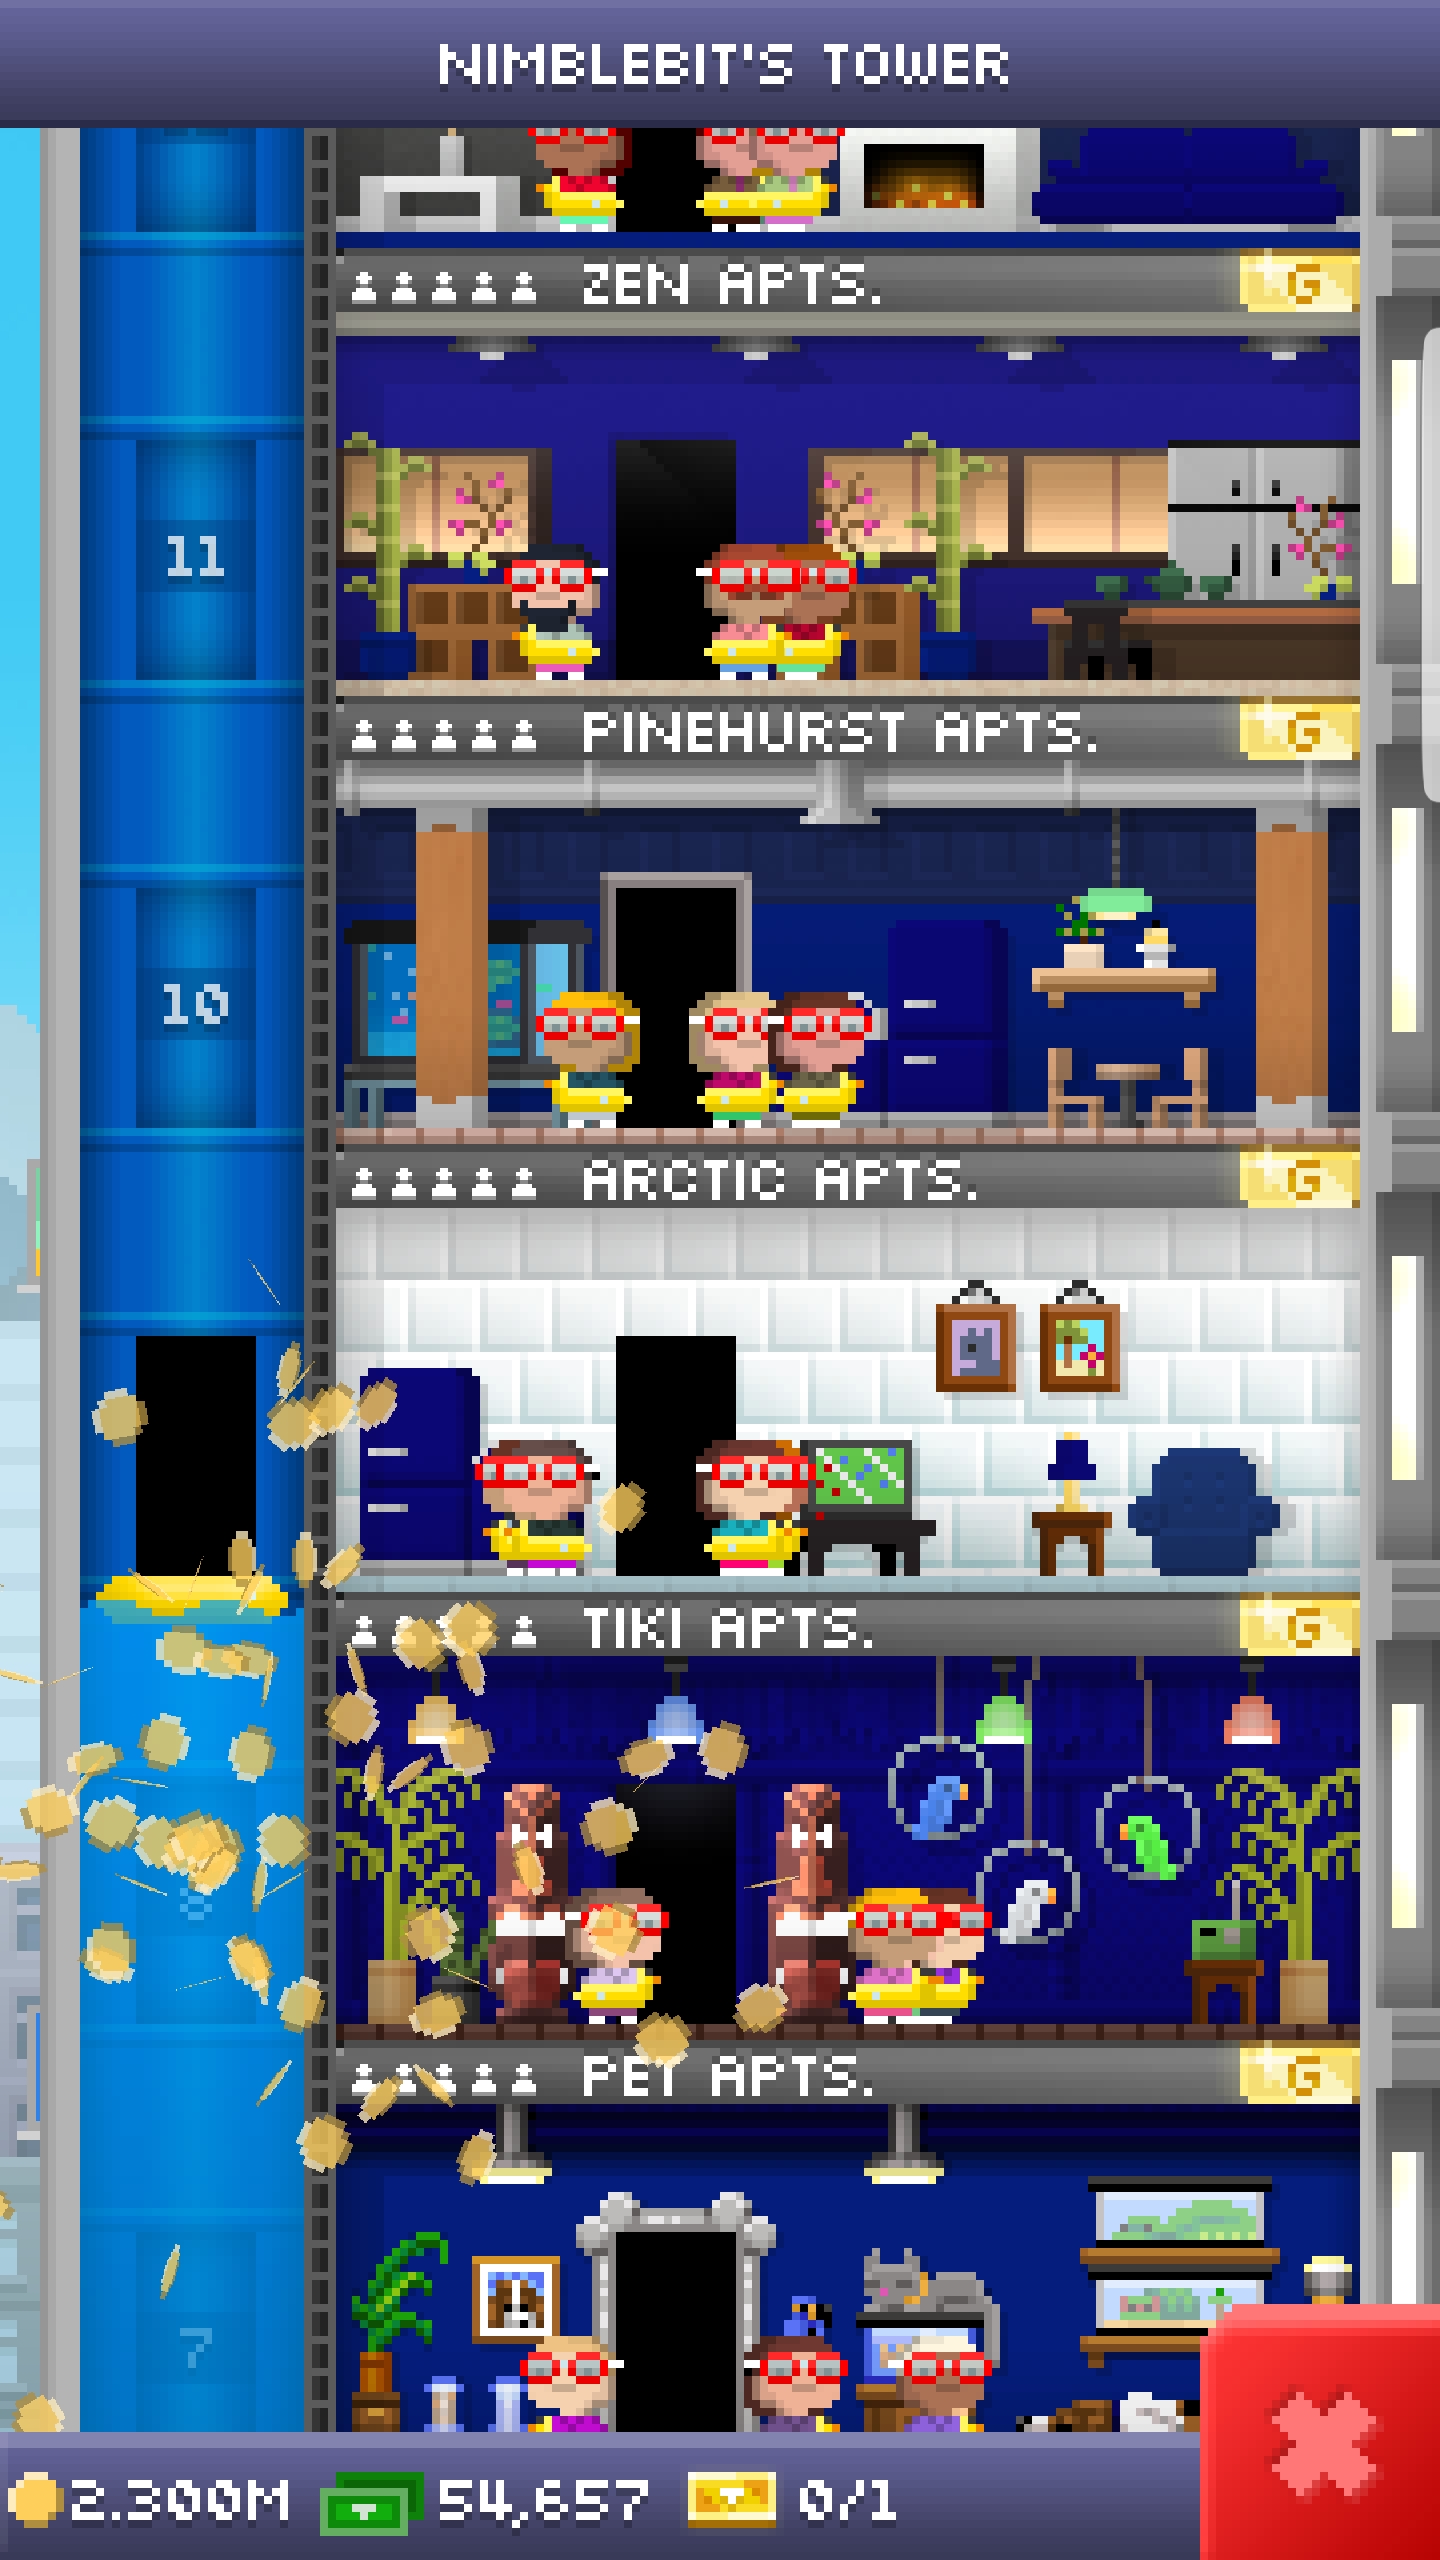 NIMBLEBIT'S TOWER
ZEN APTS. G
11
PINEHURST APTS. G
10
ARCTIC APTS. G
TIKI APTS. G
PET APTS. G
7
2.300M 54,657 0/1